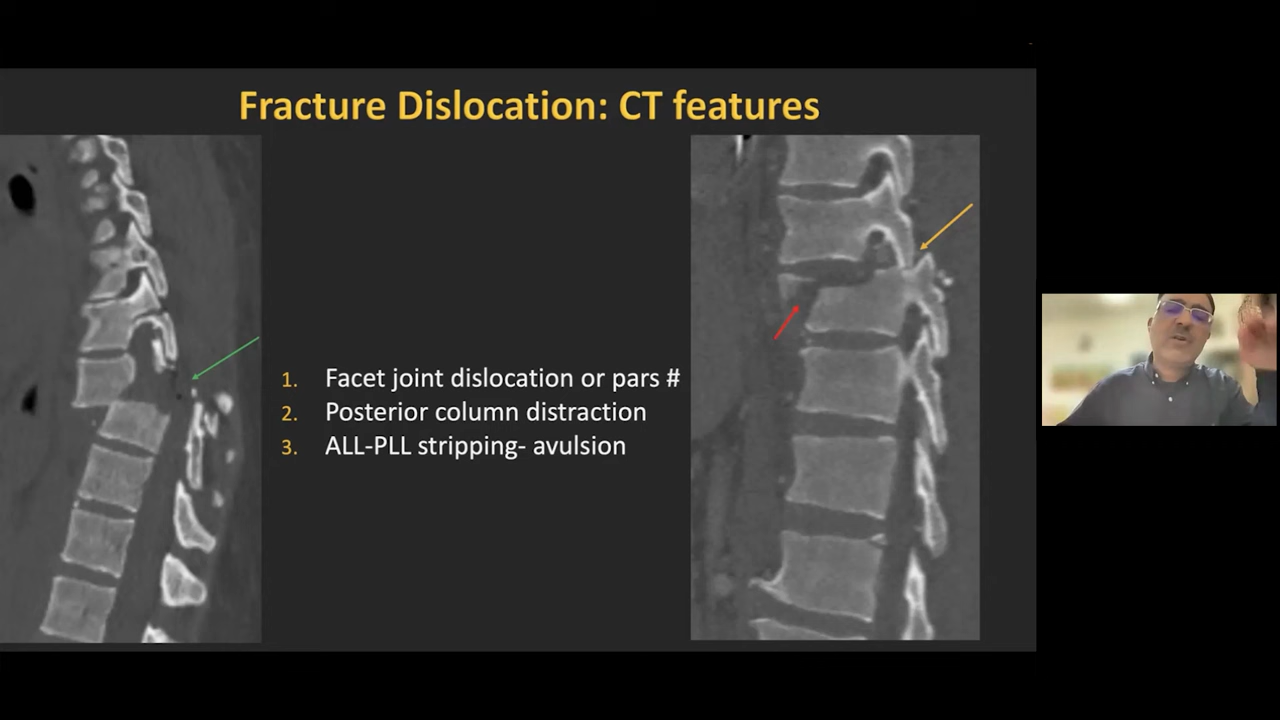 Fracture Dislocation: CT features
1. Facet joint dislocation or pars #
2. Posterior column distraction
3. ALL-PLL stripping- avulsion